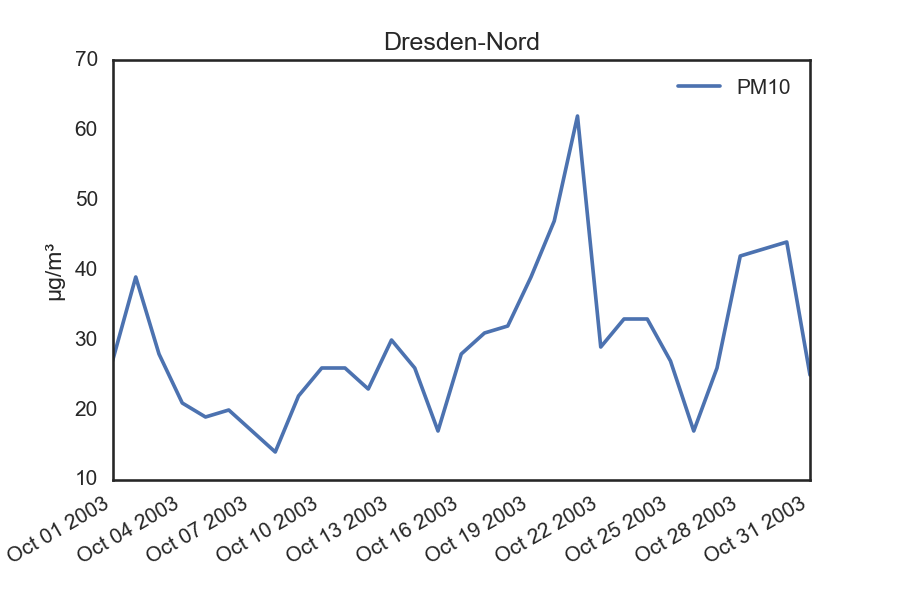 Dresden-Nord
70
60
50
40
30
20
10
µg/m³
PM10
Oct 01 2003
Oct 04 2003
Oct 07 2003
Oct 10 2003
Oct 13 2003
Oct 16 2003
Oct 19 2003
Oct 22 2003
Oct 25 2003
Oct 28 2003
Oct 31 2003